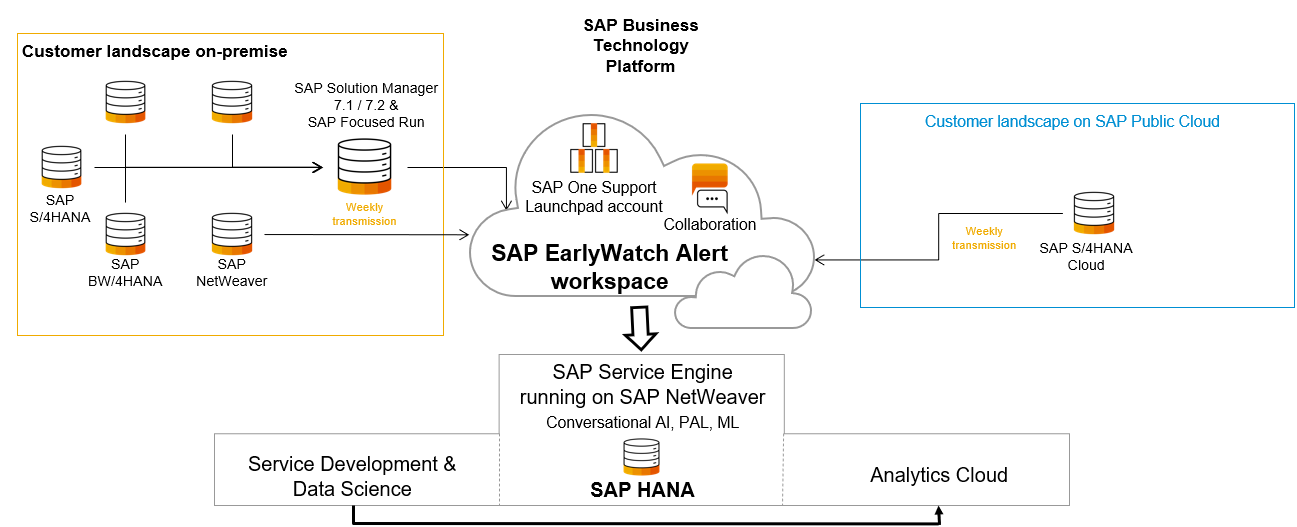 SAP Business
Technology
Platform
Customer landscape on-premise
SAP Solution Manager
7.1 / 7.2 &
SAP Focused Run
SAP
S/4HANA
Weekly
transmission
SAP
BW/4HANA
SAP
NetWeaver
SAP One Support
Launchpad account
Collaboration
SAP EarlyWatch Alert
workspace
Customer landscape on SAP Public Cloud
Weekly
transmission
SAP S/4HANA
Cloud
SAP Service Engine
running on SAP NetWeaver
Conversational AI, PAL, ML
SAP HANA
Service Development &
Data Science
Analytics Cloud